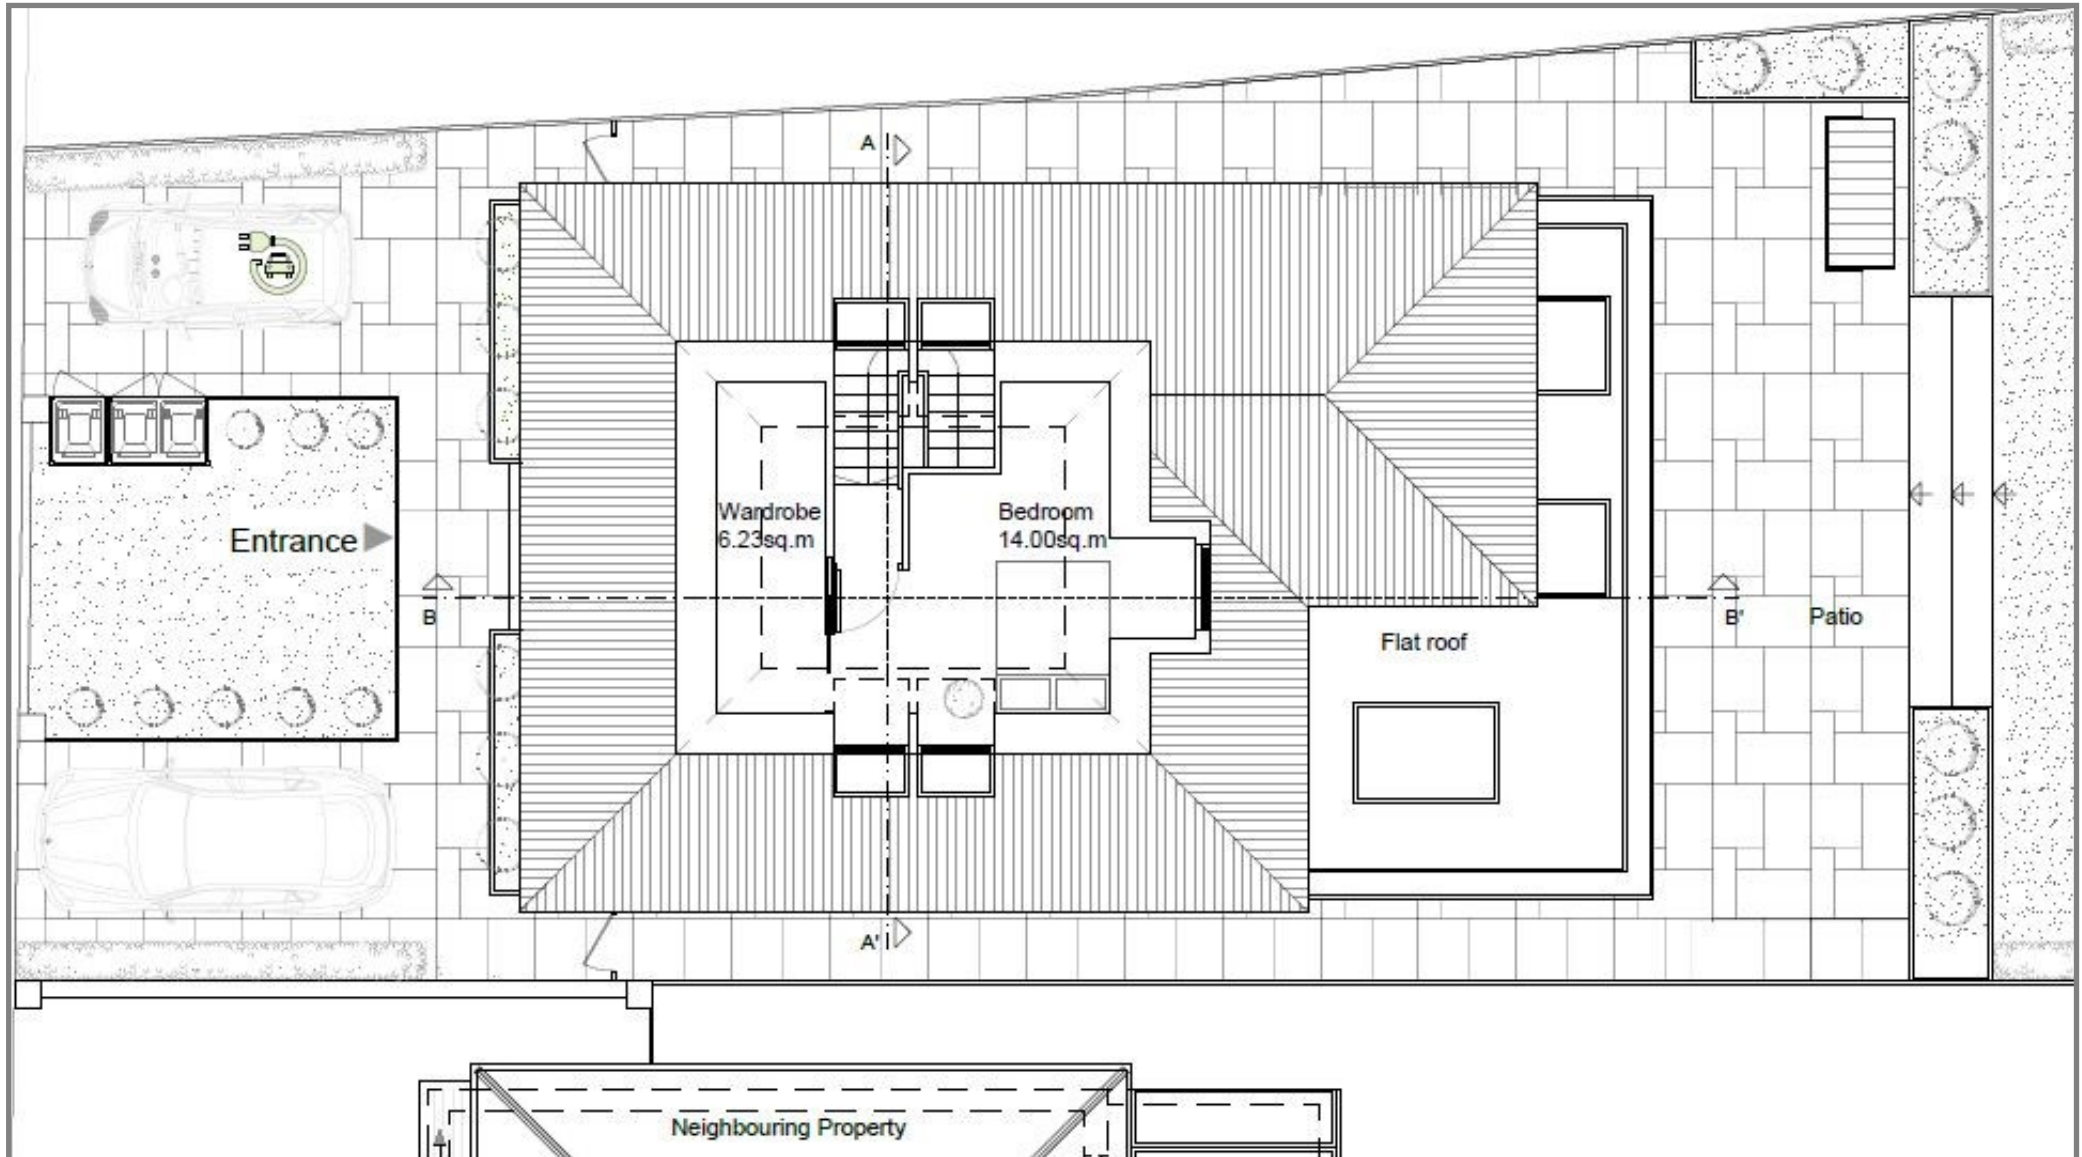 A
Wardrobe
6.23sq.m
Bedroom
14.00sq.m
Entrance
B
B'
Patio
Flat roof
A'
Neighbouring Property